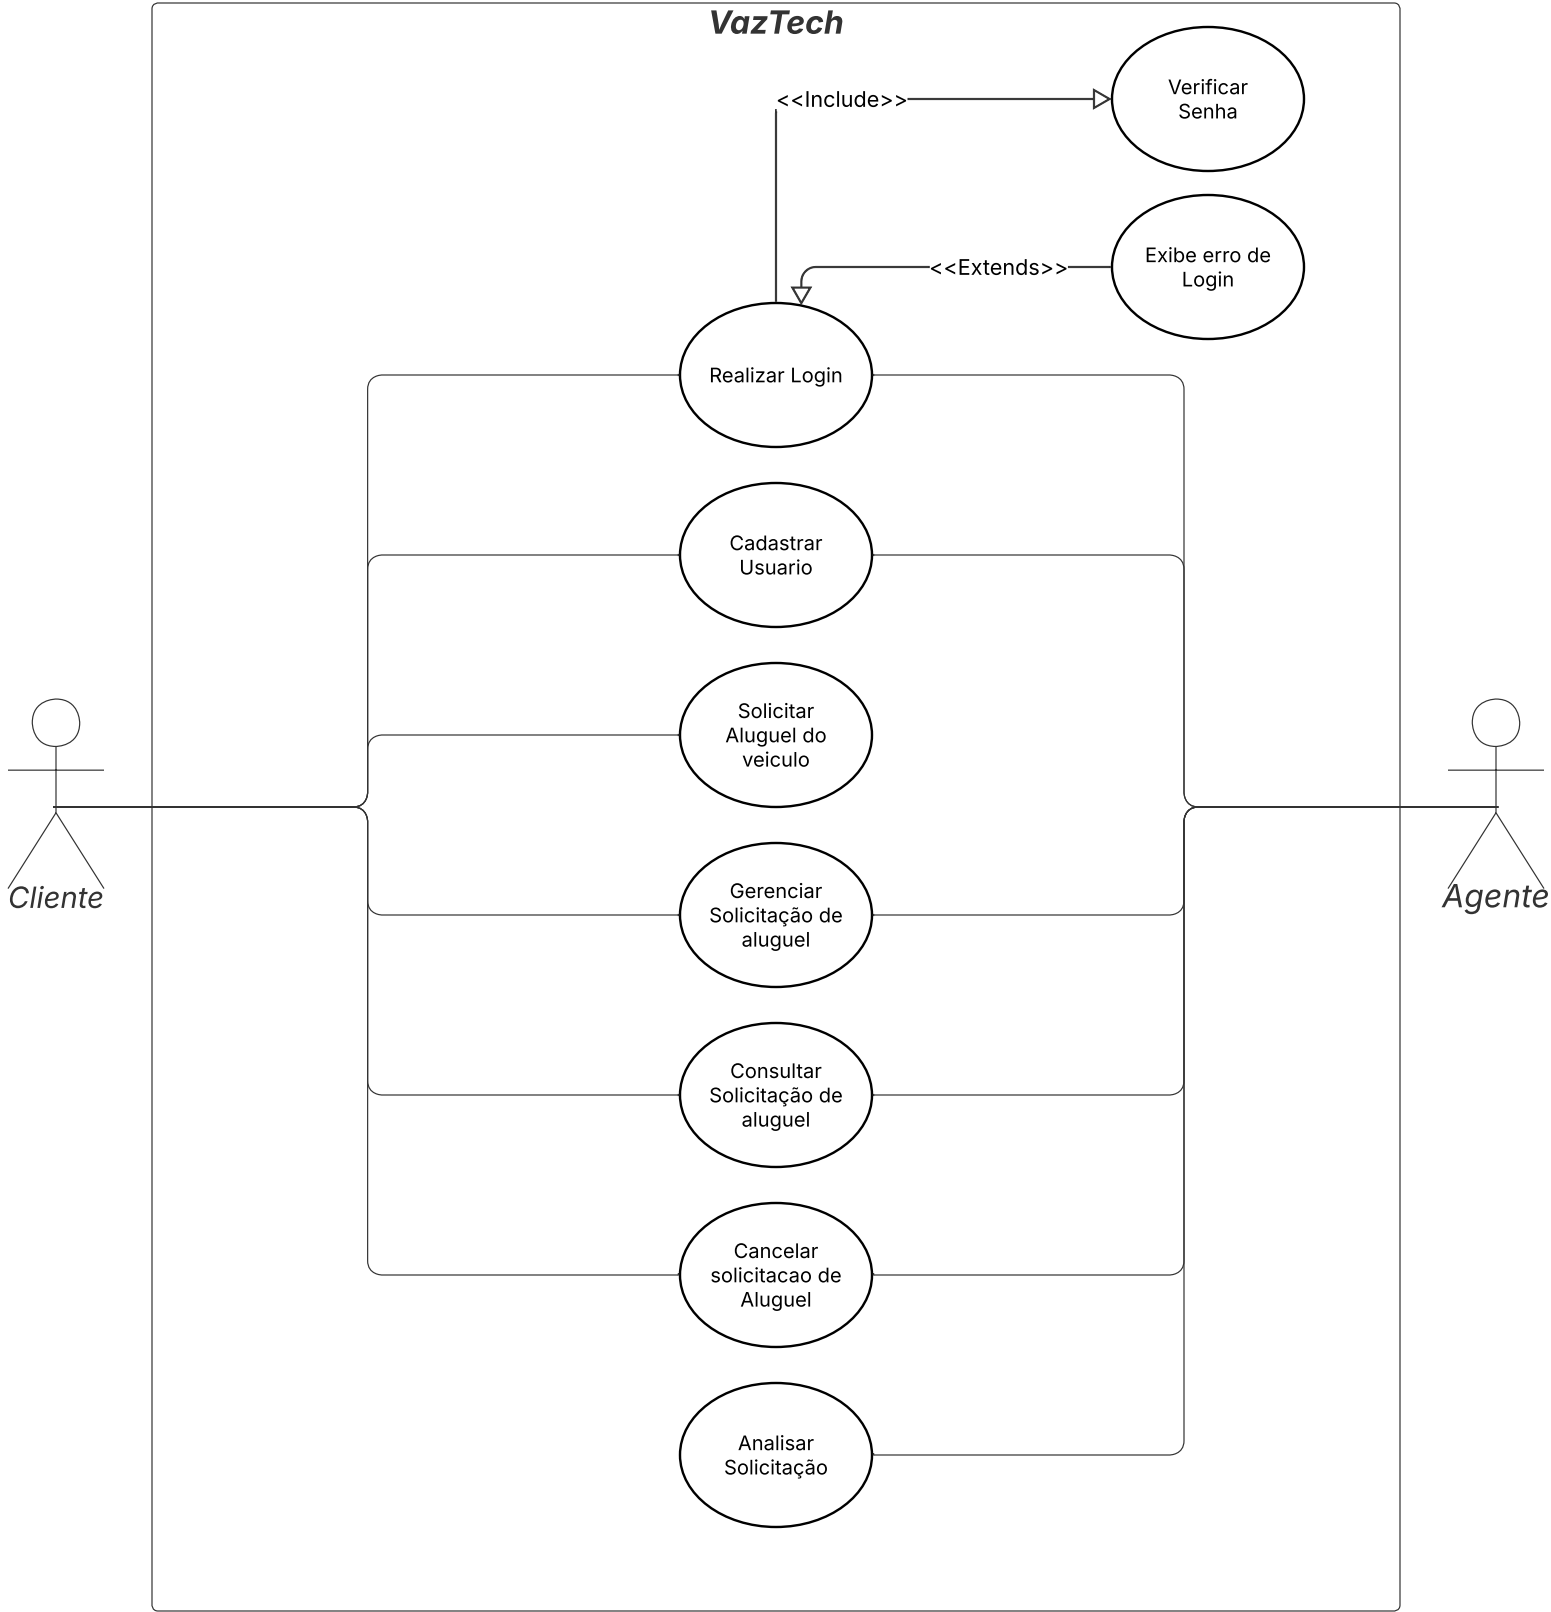 VazTech
<<Include>>
Verificar
Senha
<<Extends>>
Exibe erro de
Login
Realizar Login
Cadastrar
Usuario
Solicitar
Aluguel do
veiculo
Cliente
Agente
Gerenciar
Solicitação de
aluguel
Consultar
Solicitação de
aluguel
Cancelar
solicitacao de
Aluguel
Analisar
Solicitação